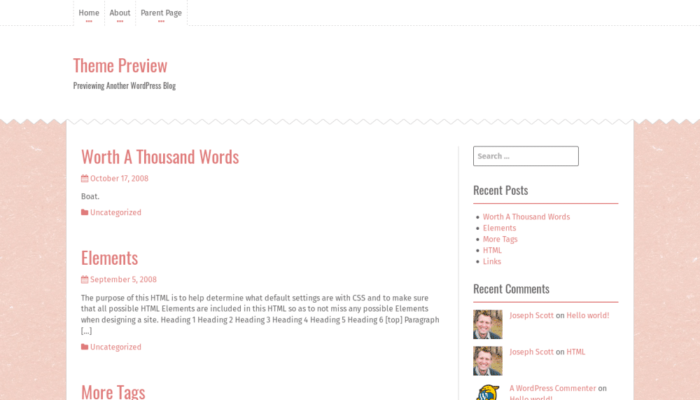 Home About Parent Page
Theme Preview
Previewing Another WordPress Blog
Worth A Thousand Words
October 17, 2008
Boat.
Uncategorized
Elements
September 5, 2008
The purpose of this HTML is to help determine what default settings are with CSS and to make sure
that all possible HTML Elements are included in this HTML so as to not miss any possible Elements
when designing a site. Heading 1 Heading 2 Heading 3 Heading 4 Heading 5 Heading 6 [top] Paragraph
[…]
Uncategorized
More Tags
Search …
Recent Posts
Worth A Thousand Words
Elements
More Tags
HTML
Links
Recent Comments
Joseph Scott on Hello world!
Joseph Scott on HTML
A WordPress Commenter on
Hello world!